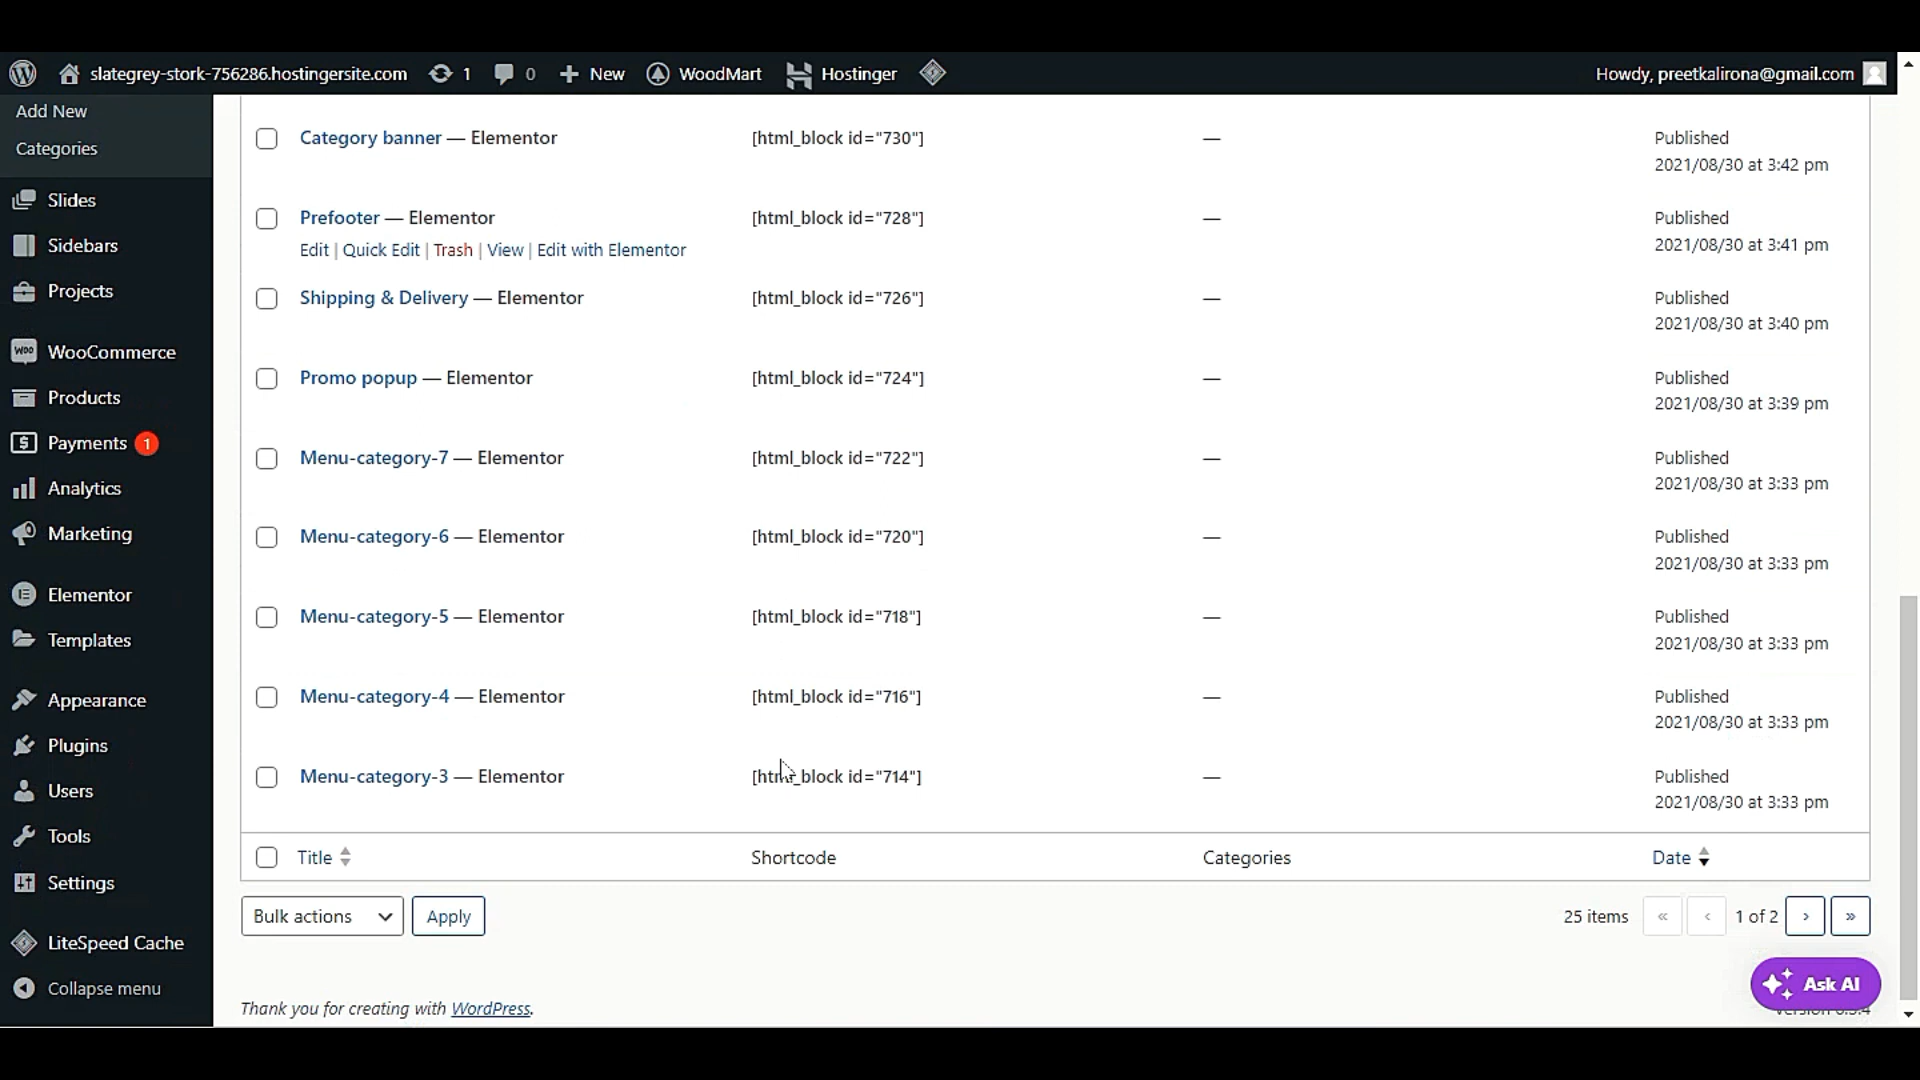 slategrey-stork-756286.hostingersite.com 1 0 New WoodMart Hostinger Howdy, preetkalirona@gmail.com
Add New
Categories
Slides
Sidebars
Projects
WOO WooCommerce
Products
Payments 1
Analytics
Marketing
Elementor
Templates
Appearance
Plugins
Users
Tools
Settings
LiteSpeed Cache
Collapse menu
Category banner — Elementor [html_block id="730"] — Published
2021/08/30 at 3:42 pm
Prefooter — Elementor [html_block id="728"] — Published
Edit | Quick Edit | Trash | View | Edit with Elementor 2021/08/30 at 3:41 pm
Shipping & Delivery — Elementor [html_block id="726"] — Published
2021/08/30 at 3:40 pm
Promo popup — Elementor [html_block id="724"] — Published
2021/08/30 at 3:39 pm
Menu-category-7 — Elementor [html_block id="722"] — Published
2021/08/30 at 3:33 pm
Menu-category-6 — Elementor [html_block id="720"] — Published
2021/08/30 at 3:33 pm
Menu-category-5 — Elementor [html_block id="718"] — Published
2021/08/30 at 3:33 pm
Menu-category-4 — Elementor [html_block id="716"] — Published
2021/08/30 at 3:33 pm
Menu-category-3 — Elementor [html_block id="714"] — Published
2021/08/30 at 3:33 pm
Title Shortcode Categories Date
Bulk actions Apply 25 items « ‹ 1 of 2 › »
Ask AI
Thank you for creating with WordPress.